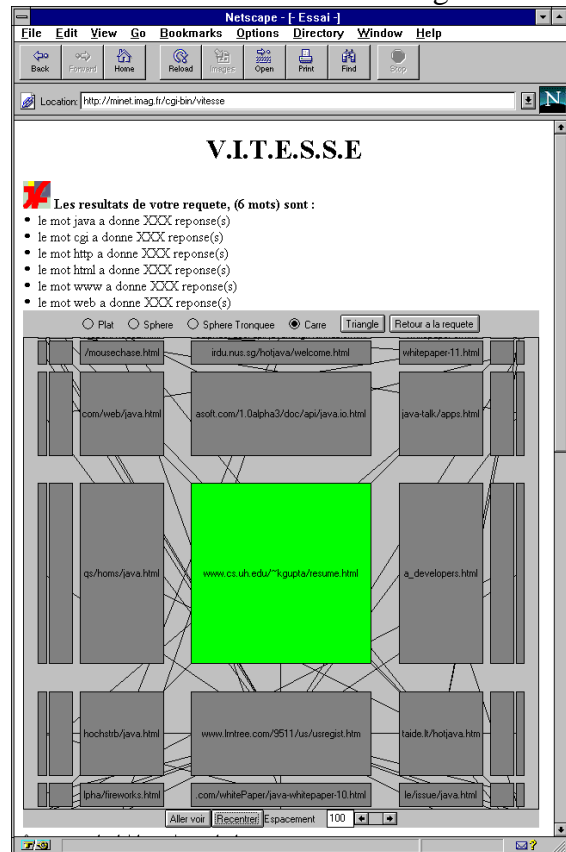 Netscape - [- Essai -]
File Edit View Go Bookmarks Options Directory Window Help
Back Forward Home Reload Images Open Print Find Stop
Location: http://minet.imag.fr/cgi-bin/vitesse
N
V.I.T.E.S.S.E
Les resultats de votre requete, (6 mots) sont :
• le mot java a donne XXX reponse(s)
• le mot cgi a donne XXX reponse(s)
• le mot http a donne XXX reponse(s)
• le mot html a donne XXX reponse(s)
• le mot www a donne XXX reponse(s)
• le mot web a donne XXX reponse(s)
Plat Sphere Sphere Tronquee Carre Triangle Retour a la requete
/mousechase.html irdu.nus.sg/hotjava/welcome.html whitepaper-11.html
com/web/java.html asoft.com/1.0alpha3/doc/api/java.io.html java-talk/apps.html
qs/homs/java.html www.cs.uh.edu/~kgupta/resume.html a_developers.html
hochstrb/java.html www.lrntree.com/9511/us/usregist.htm taide.lt/hotjava.htm
lpha/fireworks.html .com/whitePaper/java-whitepaper-10.html le/issue/java.html
Aller voir Recentrer Espacement 100